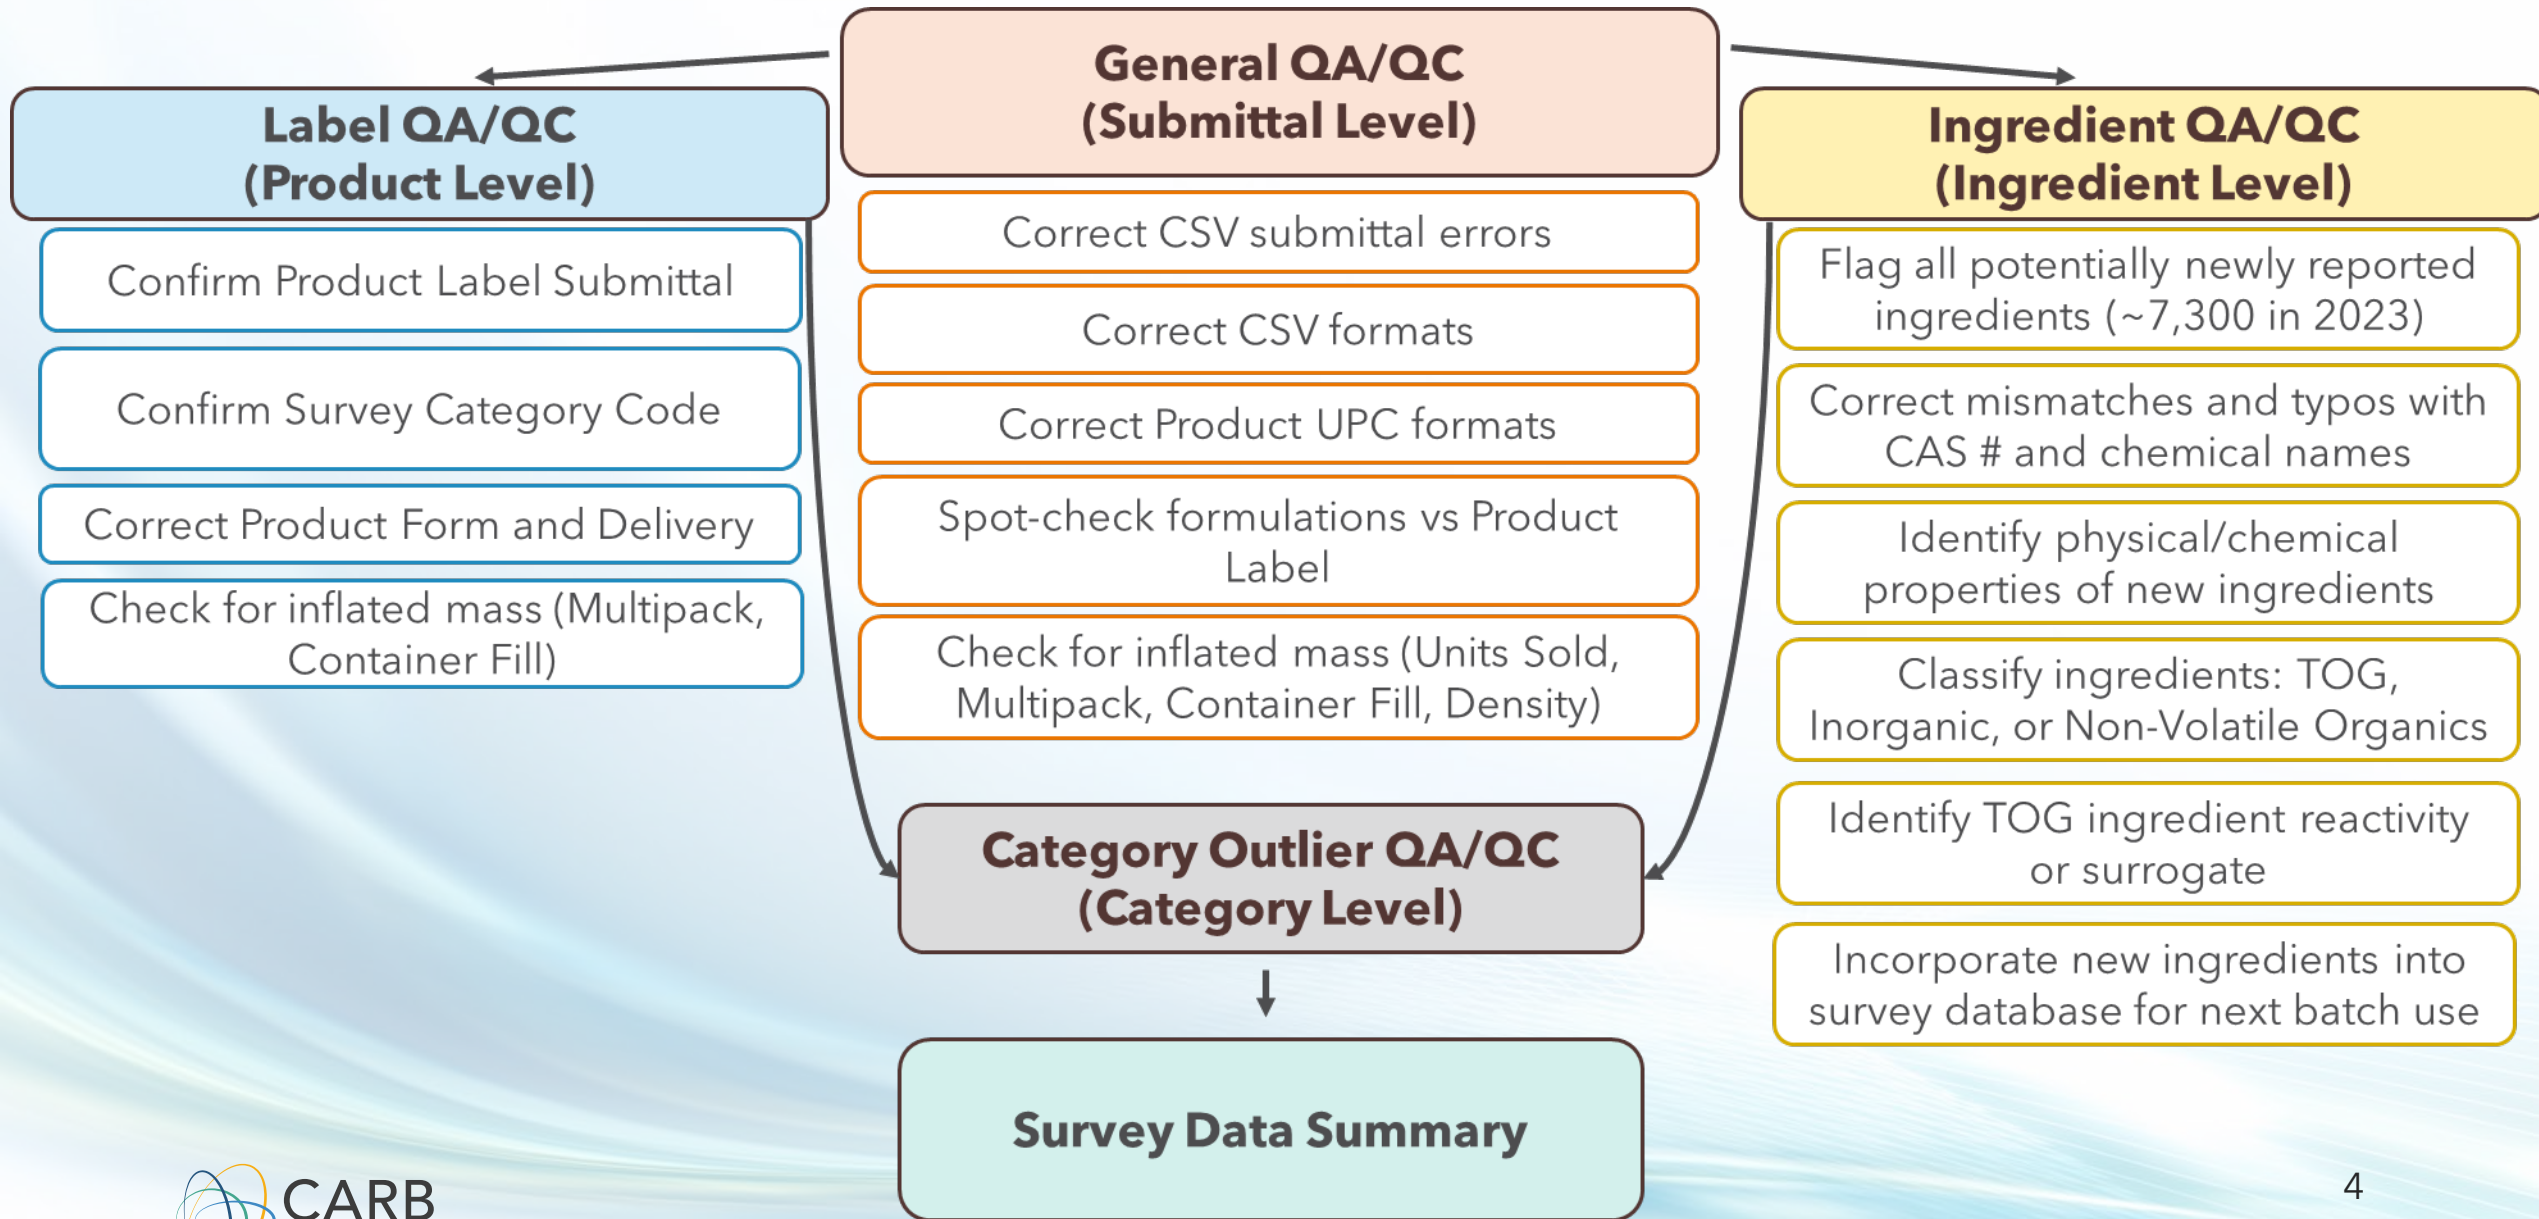 General QA/QC
(Submittal Level)
Correct CSV submittal errors
Correct CSV formats
Correct Product UPC formats
Spot-check formulations vs Product
Label
Check for inflated mass (Units Sold,
Multipack, Container Fill, Density)
Label QA/QC
(Product Level)
Confirm Product Label Submittal
Confirm Survey Category Code
Correct Product Form and Delivery
Check for inflated mass (Multipack,
Container Fill)
Ingredient QA/QC
(Ingredient Level)
Flag all potentially newly reported
ingredients (~7,300 in 2023)
Correct mismatches and typos with
CAS # and chemical names
Identify physical/chemical
properties of new ingredients
Classify ingredients: TOG,
Inorganic, or Non-Volatile Organics
Identify TOG ingredient reactivity
or surrogate
Incorporate new ingredients into
survey database for next batch use
Category Outlier QA/QC
(Category Level)
Survey Data Summary
CARB
4